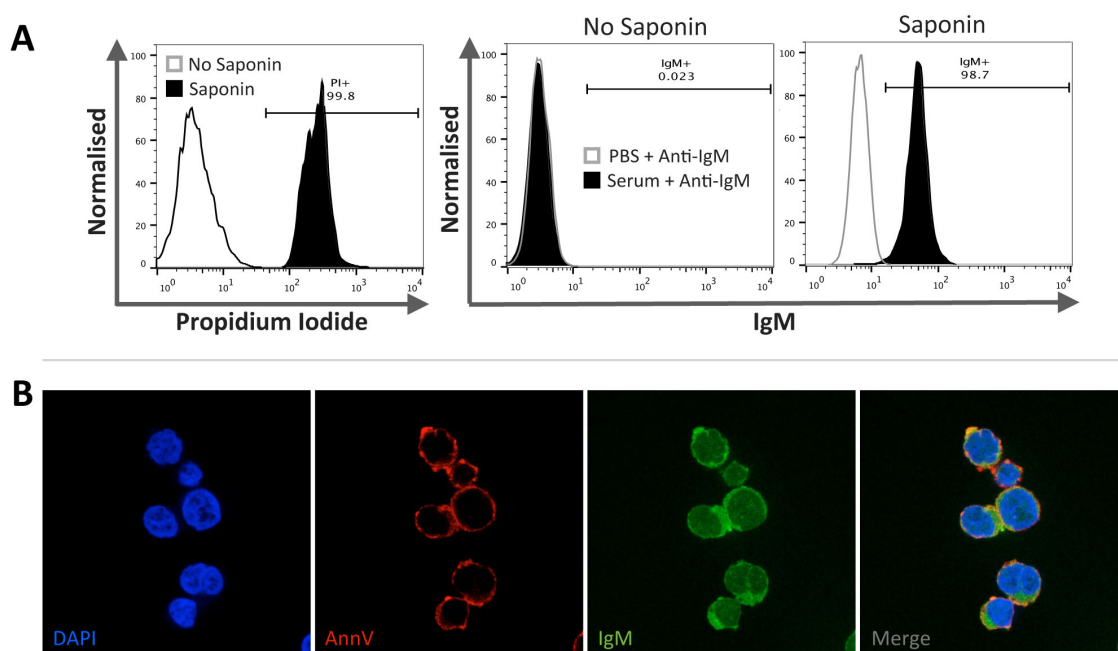 A
No Saponin
Saponin
Normalised
100
80
60
40
20
0
PI+
99.8
10^0
10^1
10^2
10^3
10^4
Propidium Iodide
No Saponin
Normalised
100
80
60
40
20
0
IgM+
0.023
PBS + Anti-IgM
Serum + Anti-IgM
10^0
10^1
10^2
10^3
10^4
Saponin
100
80
60
40
20
0
IgM+
98.7
10^0
10^1
10^2
10^3
10^4
IgM
B
DAPI
AnnV
IgM
Merge